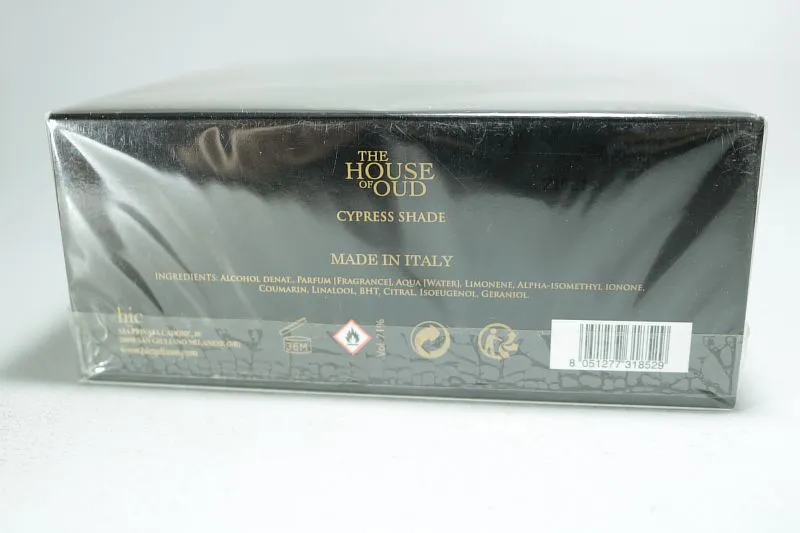 THE
HOUSE
OF OUD
CYPRESS SHADE
MADE IN ITALY
INGREDIENTS: ALCOHOL DENAT., PARFUM [FRAGRANCE], AQUA [WATER], LIMONENE, ALPHA-ISOMETHYL IONONE,
COUMARIN, LINALOOL, BHT, CITRAL, ISOEUGENOL, GERANIOL.
36M
8 051277 318529